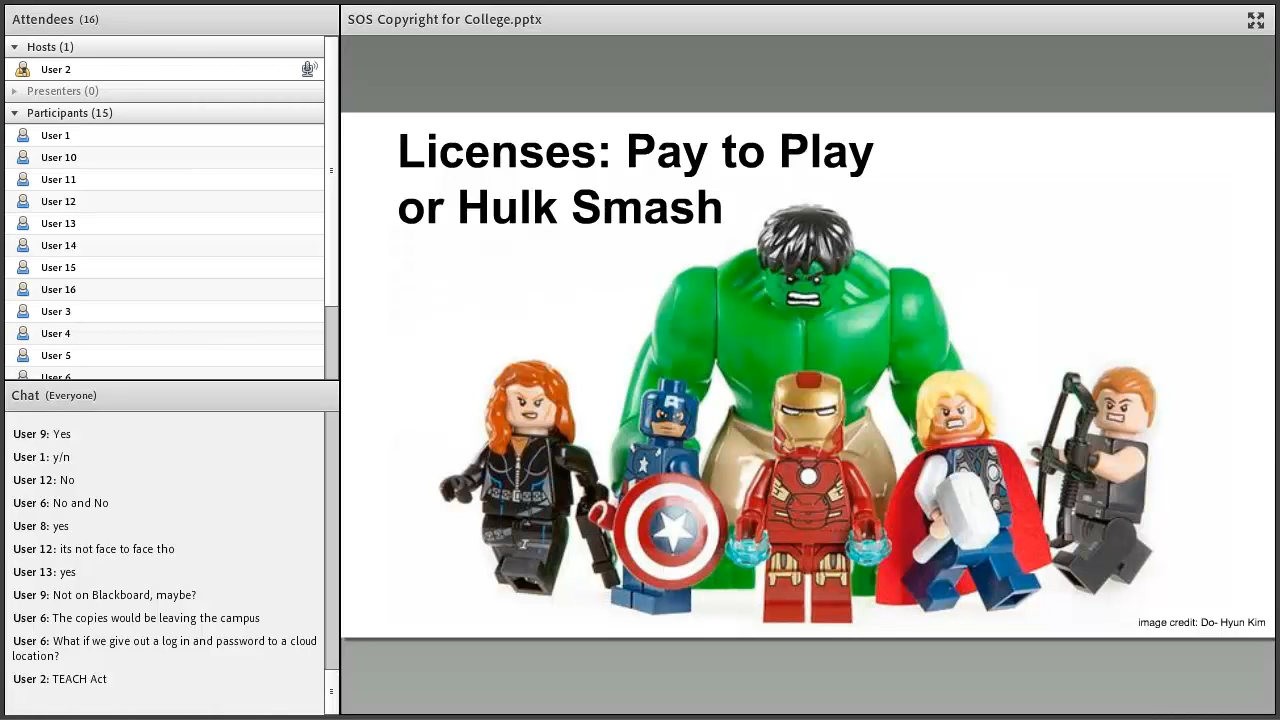 Attendees (16)
Hosts (1)
User 2
Presenters (0)
Participants (15)
User 1
User 10
User 11
User 12
User 13
User 14
User 15
User 16
User 3
User 4
User 5
User 6
Chat (Everyone)
User 9: Yes
User 1: y/n
User 12: No
User 6: No and No
User 8: yes
User 12: its not face to face tho
User 13: yes
User 9: Not on Blackboard, maybe?
User 6: The copies would be leaving the campus
User 6: What if we give out a log in and password to a cloud
location?
User 2: TEACH Act
SOS Copyright for College.pptx
Licenses: Pay to Play
or Hulk Smash
image credit: Do- Hyun Kim